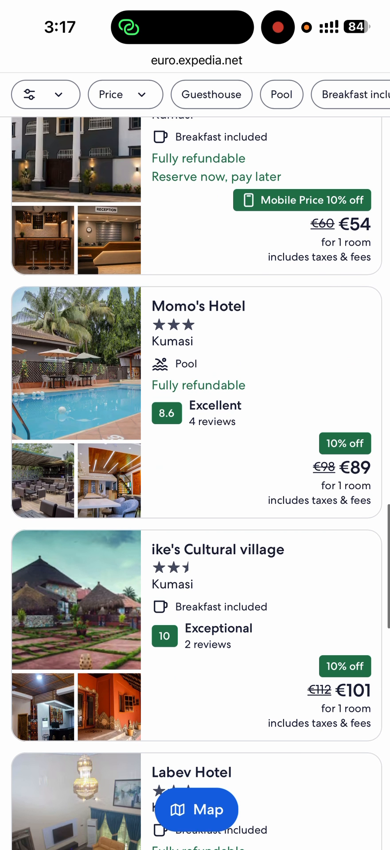 3:17
84
euro.expedia.net
Price
Guesthouse
Pool
Breakfast inclu
Kumasi
Breakfast included
Fully refundable
Reserve now, pay later
Mobile Price 10% off
€60 €54
for 1 room
includes taxes & fees
RECEPTION
Momo's Hotel
Kumasi
Pool
Fully refundable
8.6
Excellent
4 reviews
10% off
€98 €89
for 1 room
includes taxes & fees
ike's Cultural village
Kumasi
Breakfast included
10
Exceptional
2 reviews
10% off
€112 €101
for 1 room
includes taxes & fees
Labev Hotel
Map
Breakfast included
Fully refundable